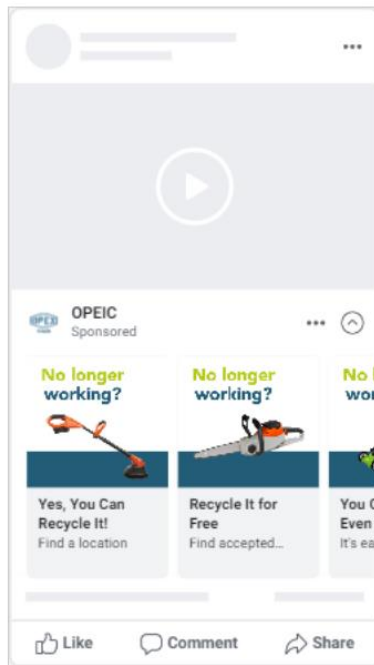 OPEIC
Sponsored
No longer
working?
Yes, You Can
Recycle It!
Find a location
No longer
working?
Recycle It for
Free
Find accepted...
No
You
Even
It's
Like
Comment
Share